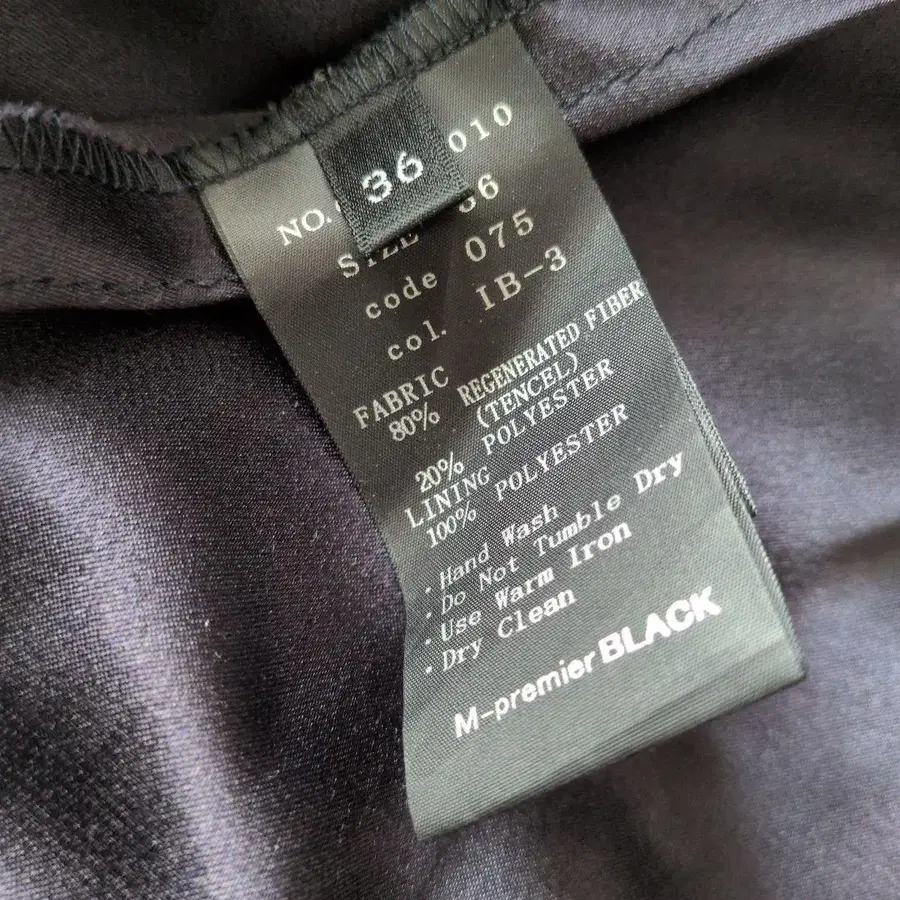 36
NO. 010
SIZE 36
code 075
col. IB-3
FABRIC
80% REGENERATED FIBER
(TENCEL)
20% POLYESTER
LINING
100% POLYESTER
· Hand Wash
· Do Not Tumble Dry
· Use Warm Iron
· Dry Clean
M-premier BLACK